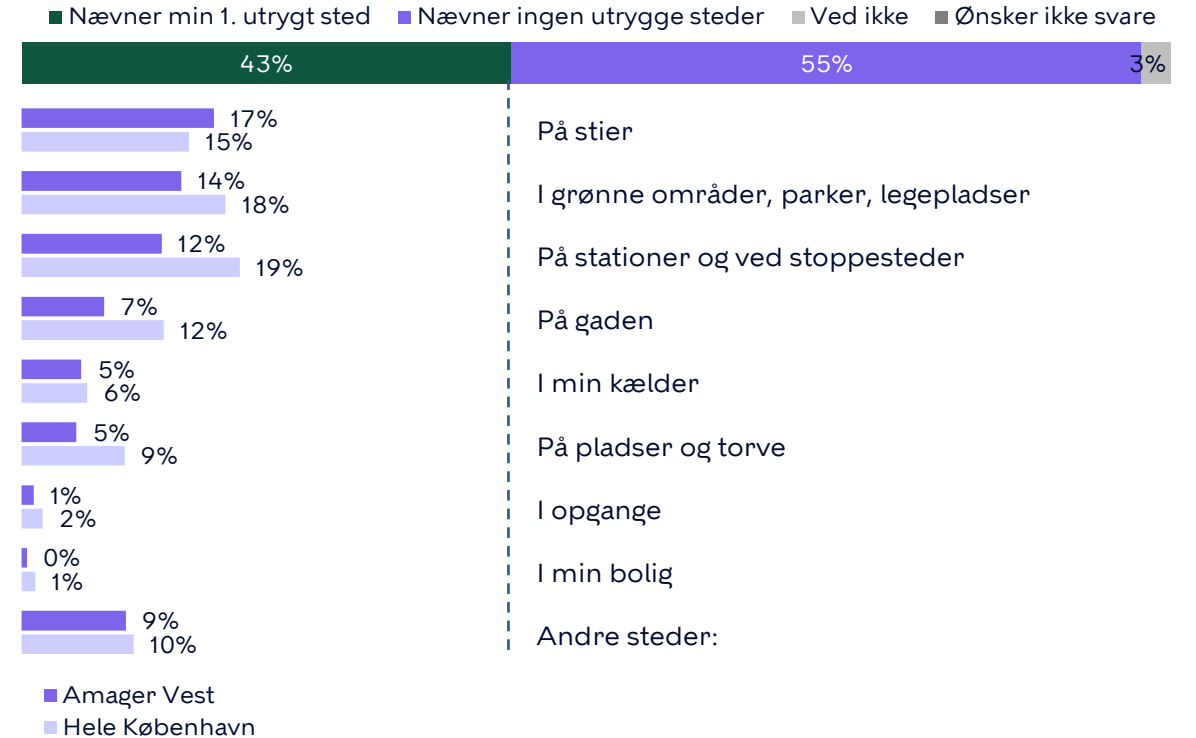 Nævner min 1. utrygt sted Nævner ingen utrygge steder Ved ikke Ønsker ikke svare
43% 55% 3%
17%
15%
På stier
14%
18%
I grønne områder, parker, legepladser
12%
19%
På stationer og ved stoppesteder
7%
12%
På gaden
5%
6%
I min kælder
5%
9%
På pladser og torve
1%
2%
I opgange
0%
1%
I min bolig
9%
10%
Andre steder:
Amager Vest
Hele København